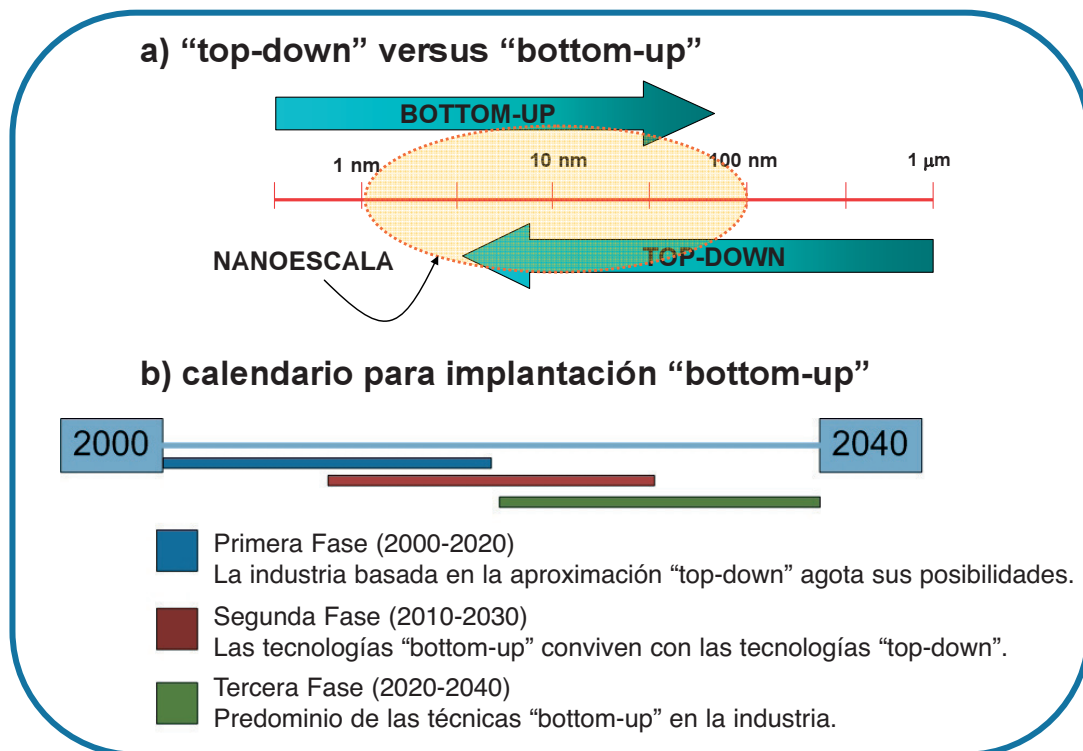 a) “top-down” versus “bottom-up”
BOTTOM-UP
1 nm
10 nm
100 nm
1 μm
NANOESCALA
TOP-DOWN
b) calendario para implantación “bottom-up”
2000
2040
Primera Fase (2000-2020)
La industria basada en la aproximación “top-down” agota sus posibilidades.
Segunda Fase (2010-2030)
Las tecnologías “bottom-up” conviven con las tecnologías “top-down”.
Tercera Fase (2020-2040)
Predominio de las técnicas “bottom-up” en la industria.